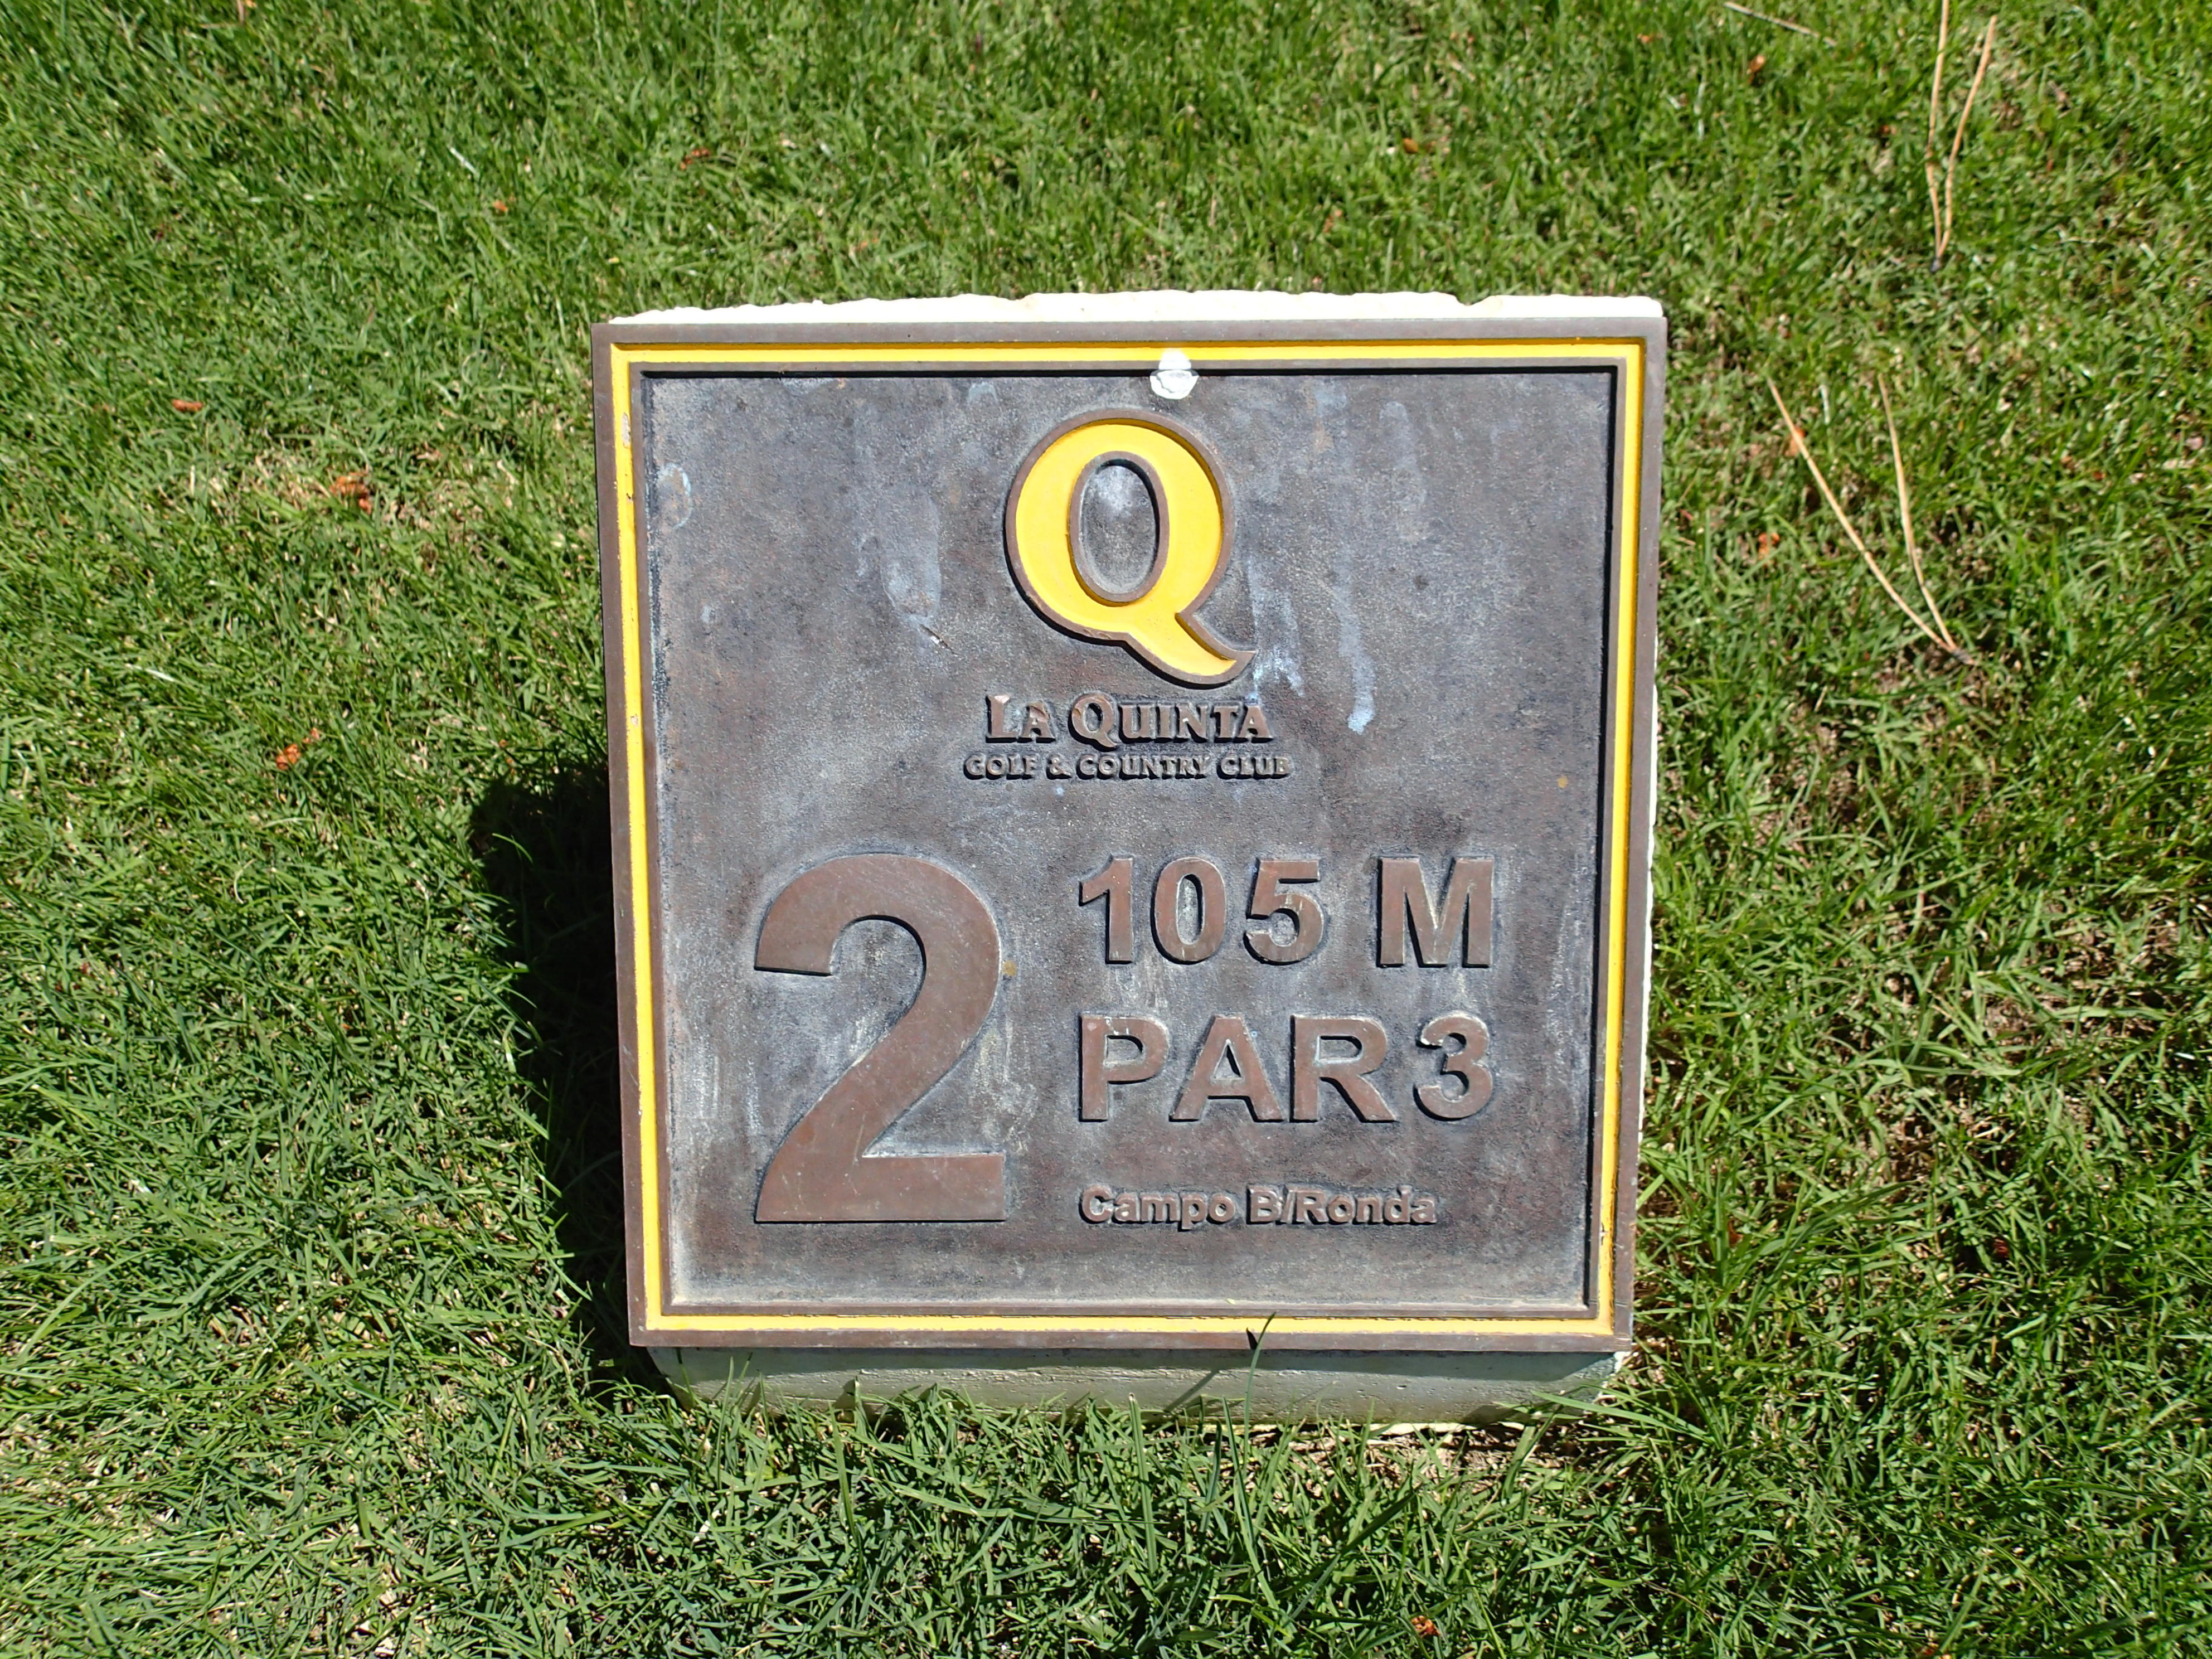 Q
LA QUINTA
GOLF & COUNTRY CLUB
2
105 M
PAR 3
Campo B/Ronda